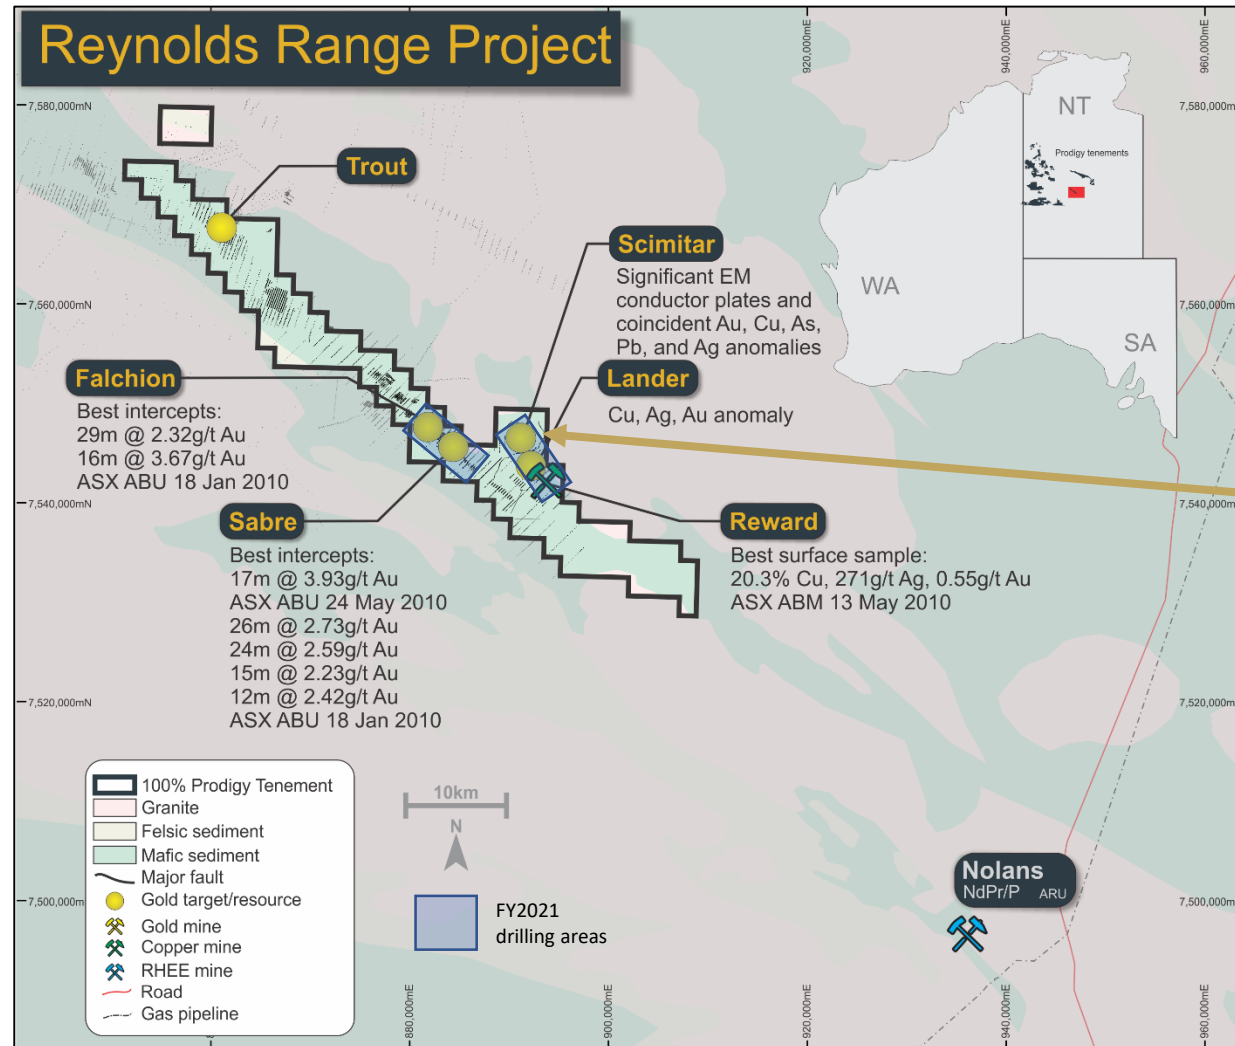 Reynolds Range Project
920,000mE
940,000mE
960,000mE
7,580,000mN
7,580,000m
NT
Prodigy tenements
WA
SA
Trout
Scimitar
Significant EM
conductor plates and
coincident Au, Cu, As,
Pb, and Ag anomalies
7,560,000mN
7,560,000m
Falchion
Best intercepts:
29m @ 2.32g/t Au
16m @ 3.67g/t Au
ASX ABU 18 Jan 2010
Lander
Cu, Ag, Au anomaly
7,540,000mN
7,540,000m
Sabre
Best intercepts:
17m @ 3.93g/t Au
ASX ABU 24 May 2010
26m @ 2.73g/t Au
24m @ 2.59g/t Au
15m @ 2.23g/t Au
12m @ 2.42g/t Au
ASX ABU 18 Jan 2010
Reward
Best surface sample:
20.3% Cu, 271g/t Ag, 0.55g/t Au
ASX ABM 13 May 2010
7,520,000mN
7,520,000m
100% Prodigy Tenement
Granite
Felsic sediment
Mafic sediment
Major fault
Gold target/resource
Gold mine
Copper mine
RHEE mine
Road
Gas pipeline
10km
N
FY2021
drilling areas
Nolans
NdPr/P ARU
7,500,000mN
7,500,000m
880,000mE
900,000mE
920,000mE
940,000mE
960,000mE